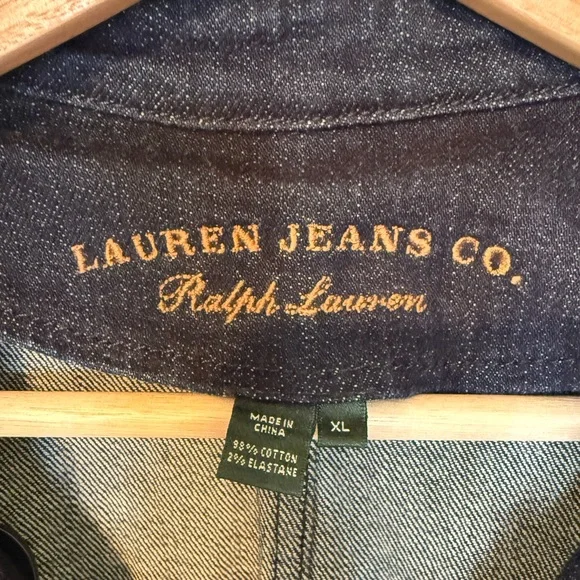 LAUREN JEANS CO.
Ralph Lauren
MADE IN
CHINA
98% COTTON
2% ELASTANE
XL